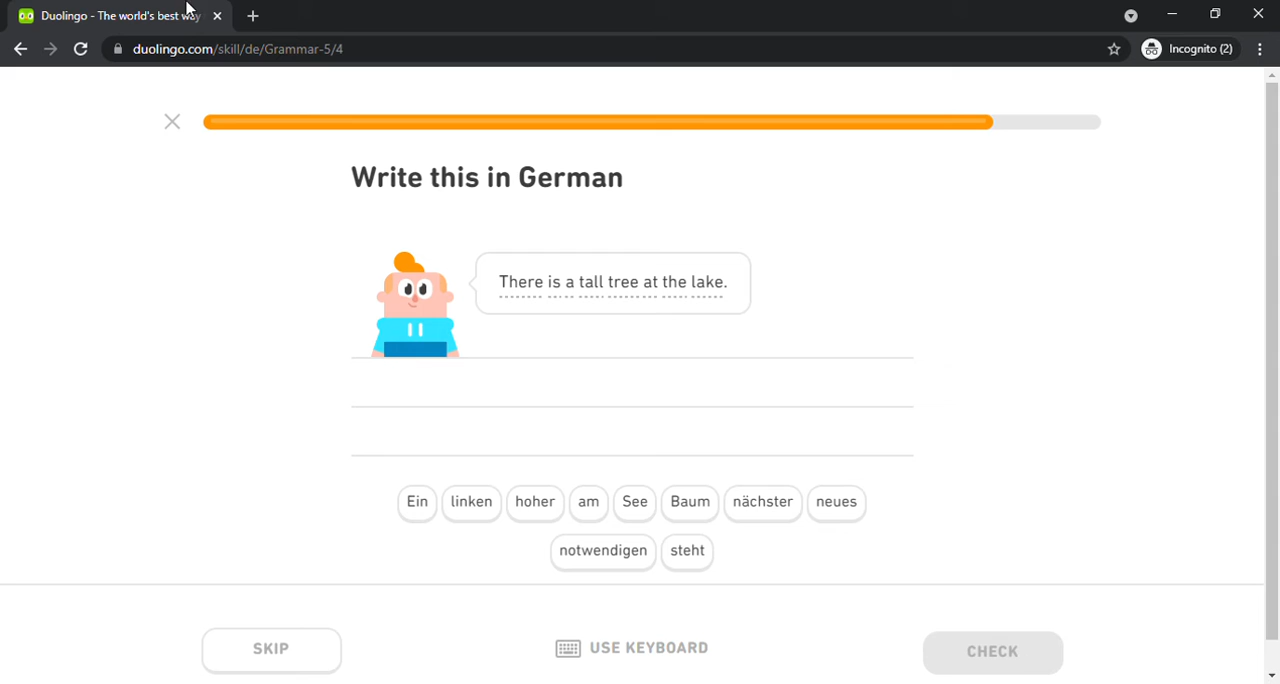 Duolingo - The world's best way
duolingo.com/skill/de/Grammar-5/4
Incognito (2)
Write this in German
There is a tall tree at the lake.
Ein linken hoher am See Baum nächster neues
notwendigen steht
SKIP
USE KEYBOARD
CHECK